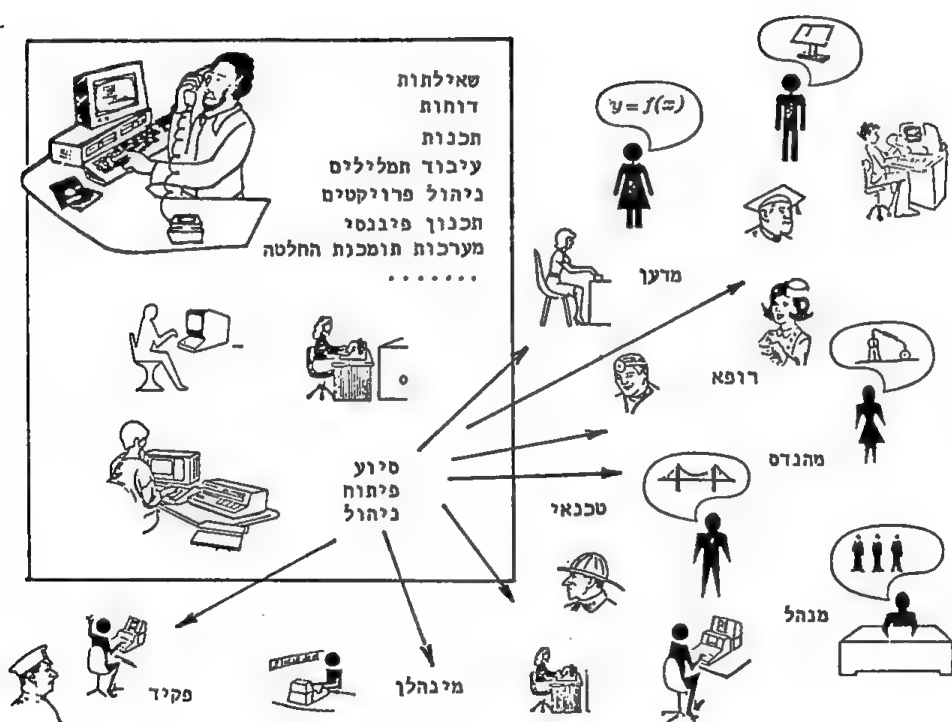 שאילתות
דוחות
תכנות
עיבוד תמלילים
ניהול פרויקטים
תכנון פיננסי
מערכות תומכות החלטה
.......
y = f(x)
מדען
רופא
מהנדס
סיוע
פיתוח
ניהול
טכנאי
מנהל
מינהלן
פקיד